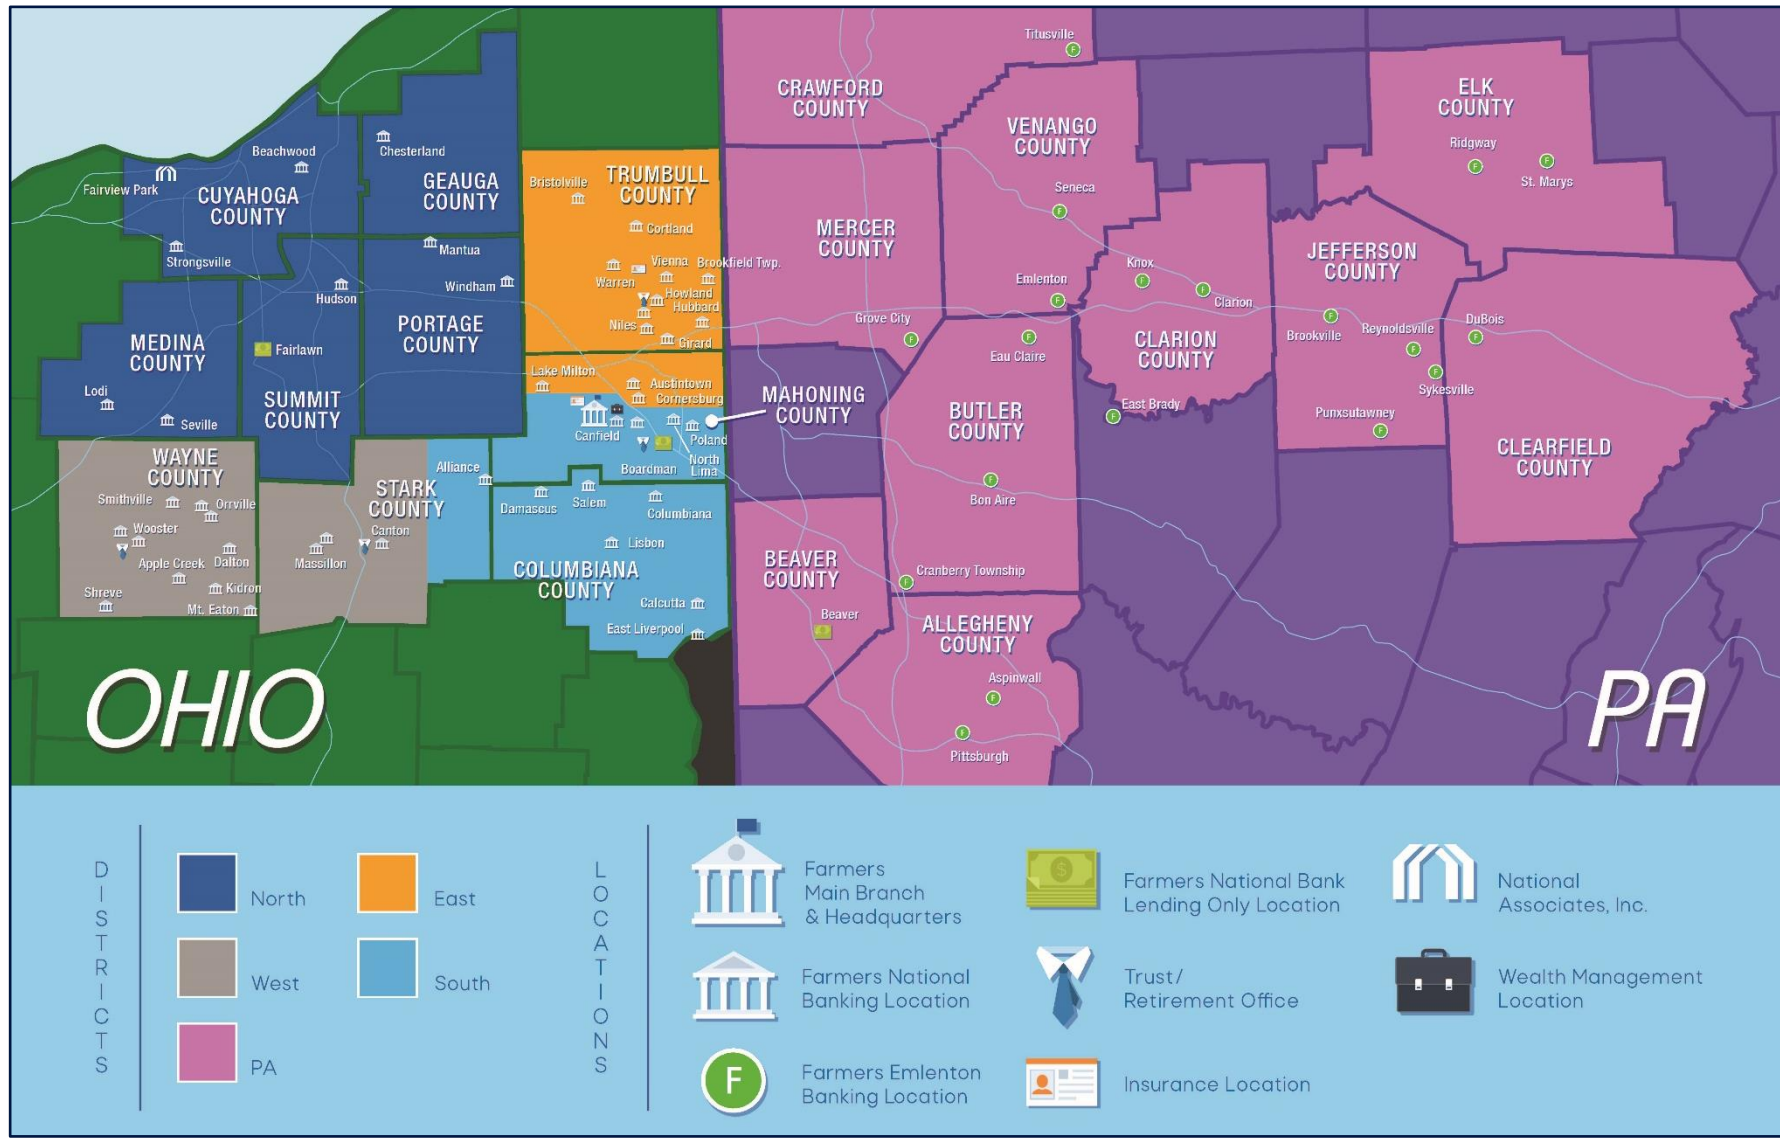 Titusville
CRAWFORD
COUNTY
ELK
COUNTY
VENANGO
COUNTY
Ridgway
St. Marys
Beachwood
Chesterland
Fairview Park
CUYAHOGA
COUNTY
GEAUGA
COUNTY
Bristolville
TRUMBULL
COUNTY
Seneca
MERCER
COUNTY
JEFFERSON
COUNTY
Cortland
Strongsville
Mantua
Vienna
Brookfield Twp.
Warren
Hudson
Windham
Howland
Hubbard
Niles
Girard
Emlenton
Knox
Clarion
Grove City
Eau Claire
CLARION
COUNTY
Brookville
Reynoldsville
DuBois
Sykesville
Punxsutawney
MEDINA
COUNTY
Fairlawn
PORTAGE
COUNTY
Lodi
Seville
SUMMIT
COUNTY
Lake Milton
Austintown
Cornersburg
MAHONING
COUNTY
BUTLER
COUNTY
East Brady
CLEARFIELD
COUNTY
Canfield
Poland
North
Lima
Boardman
WAYNE
COUNTY
STARK
COUNTY
Alliance
Smithville
Orrville
Wooster
Apple Creek
Dalton
Kidron
Shreve
Mt. Eaton
Massillon
Canton
Damascus
Salem
Columbiana
Lisbon
COLUMBIANA
COUNTY
Calcutta
East Liverpool
Bon Aire
BEAVER
COUNTY
Cranberry Township
Beaver
ALLEGHENY
COUNTY
Aspinwall
Pittsburgh
OHIO
PA
DISTRICTS
North
East
West
South
PA
LOCATIONS
Farmers
Main Branch
& Headquarters
Farmers National Bank
Lending Only Location
National
Associates, Inc.
Farmers National
Banking Location
Trust/
Retirement Office
Wealth Management
Location
F
Farmers Emlenton
Banking Location
Insurance Location